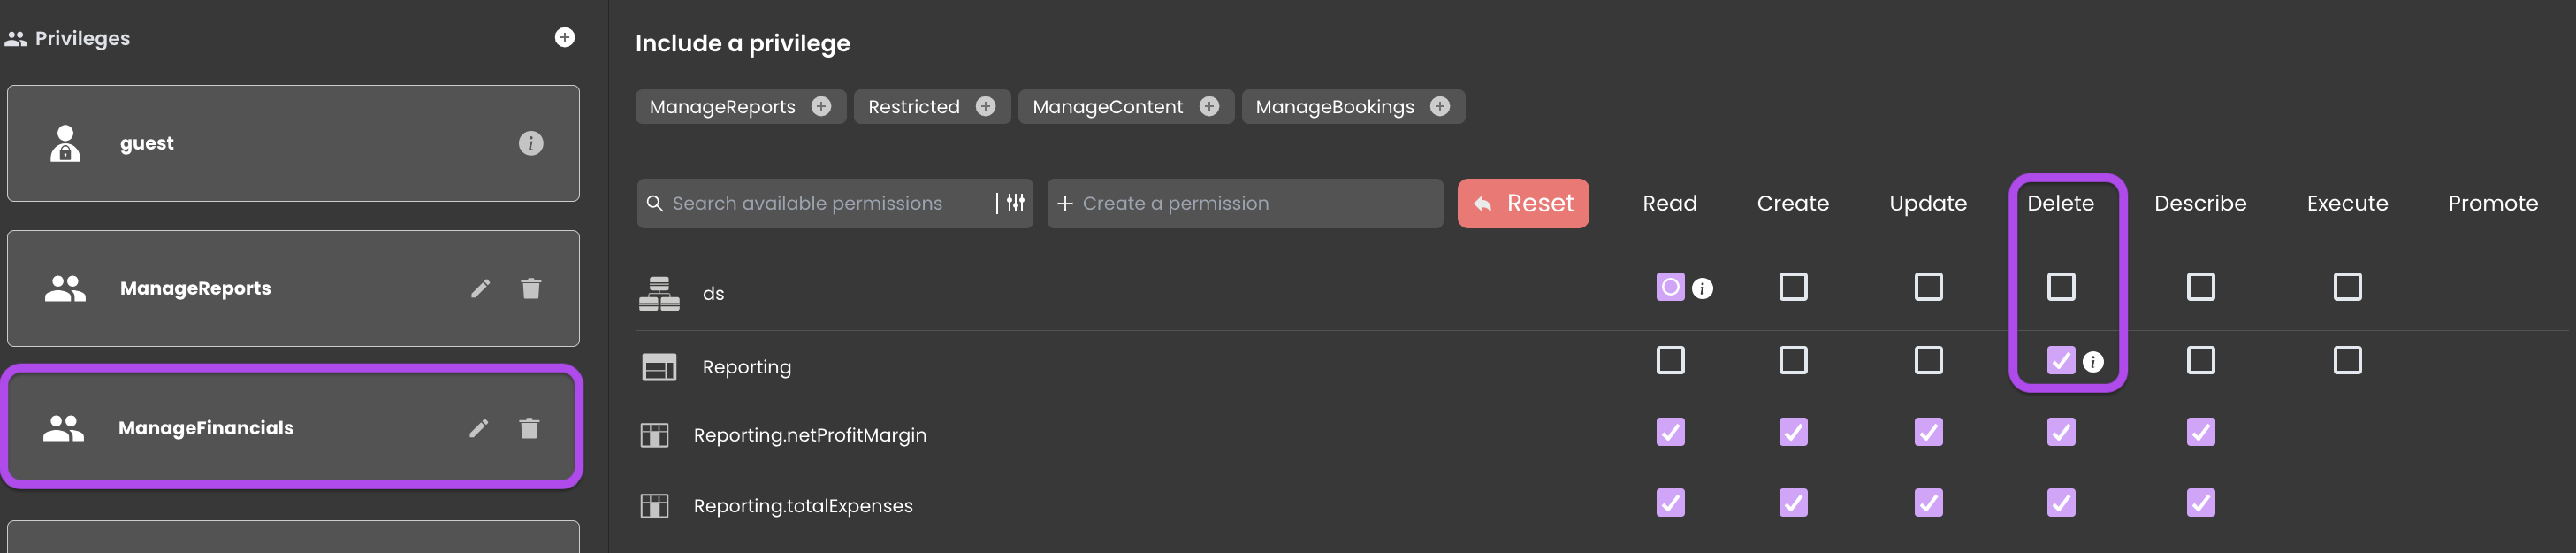 Privileges
guest
ManageReports
ManageFinancials
Include a privilege
ManageReports Restricted ManageContent ManageBookings
Search available permissions Create a permission Reset Read Create Update Delete Describe Execute Promote
ds
Reporting
Reporting.netProfitMargin
Reporting.totalExpenses